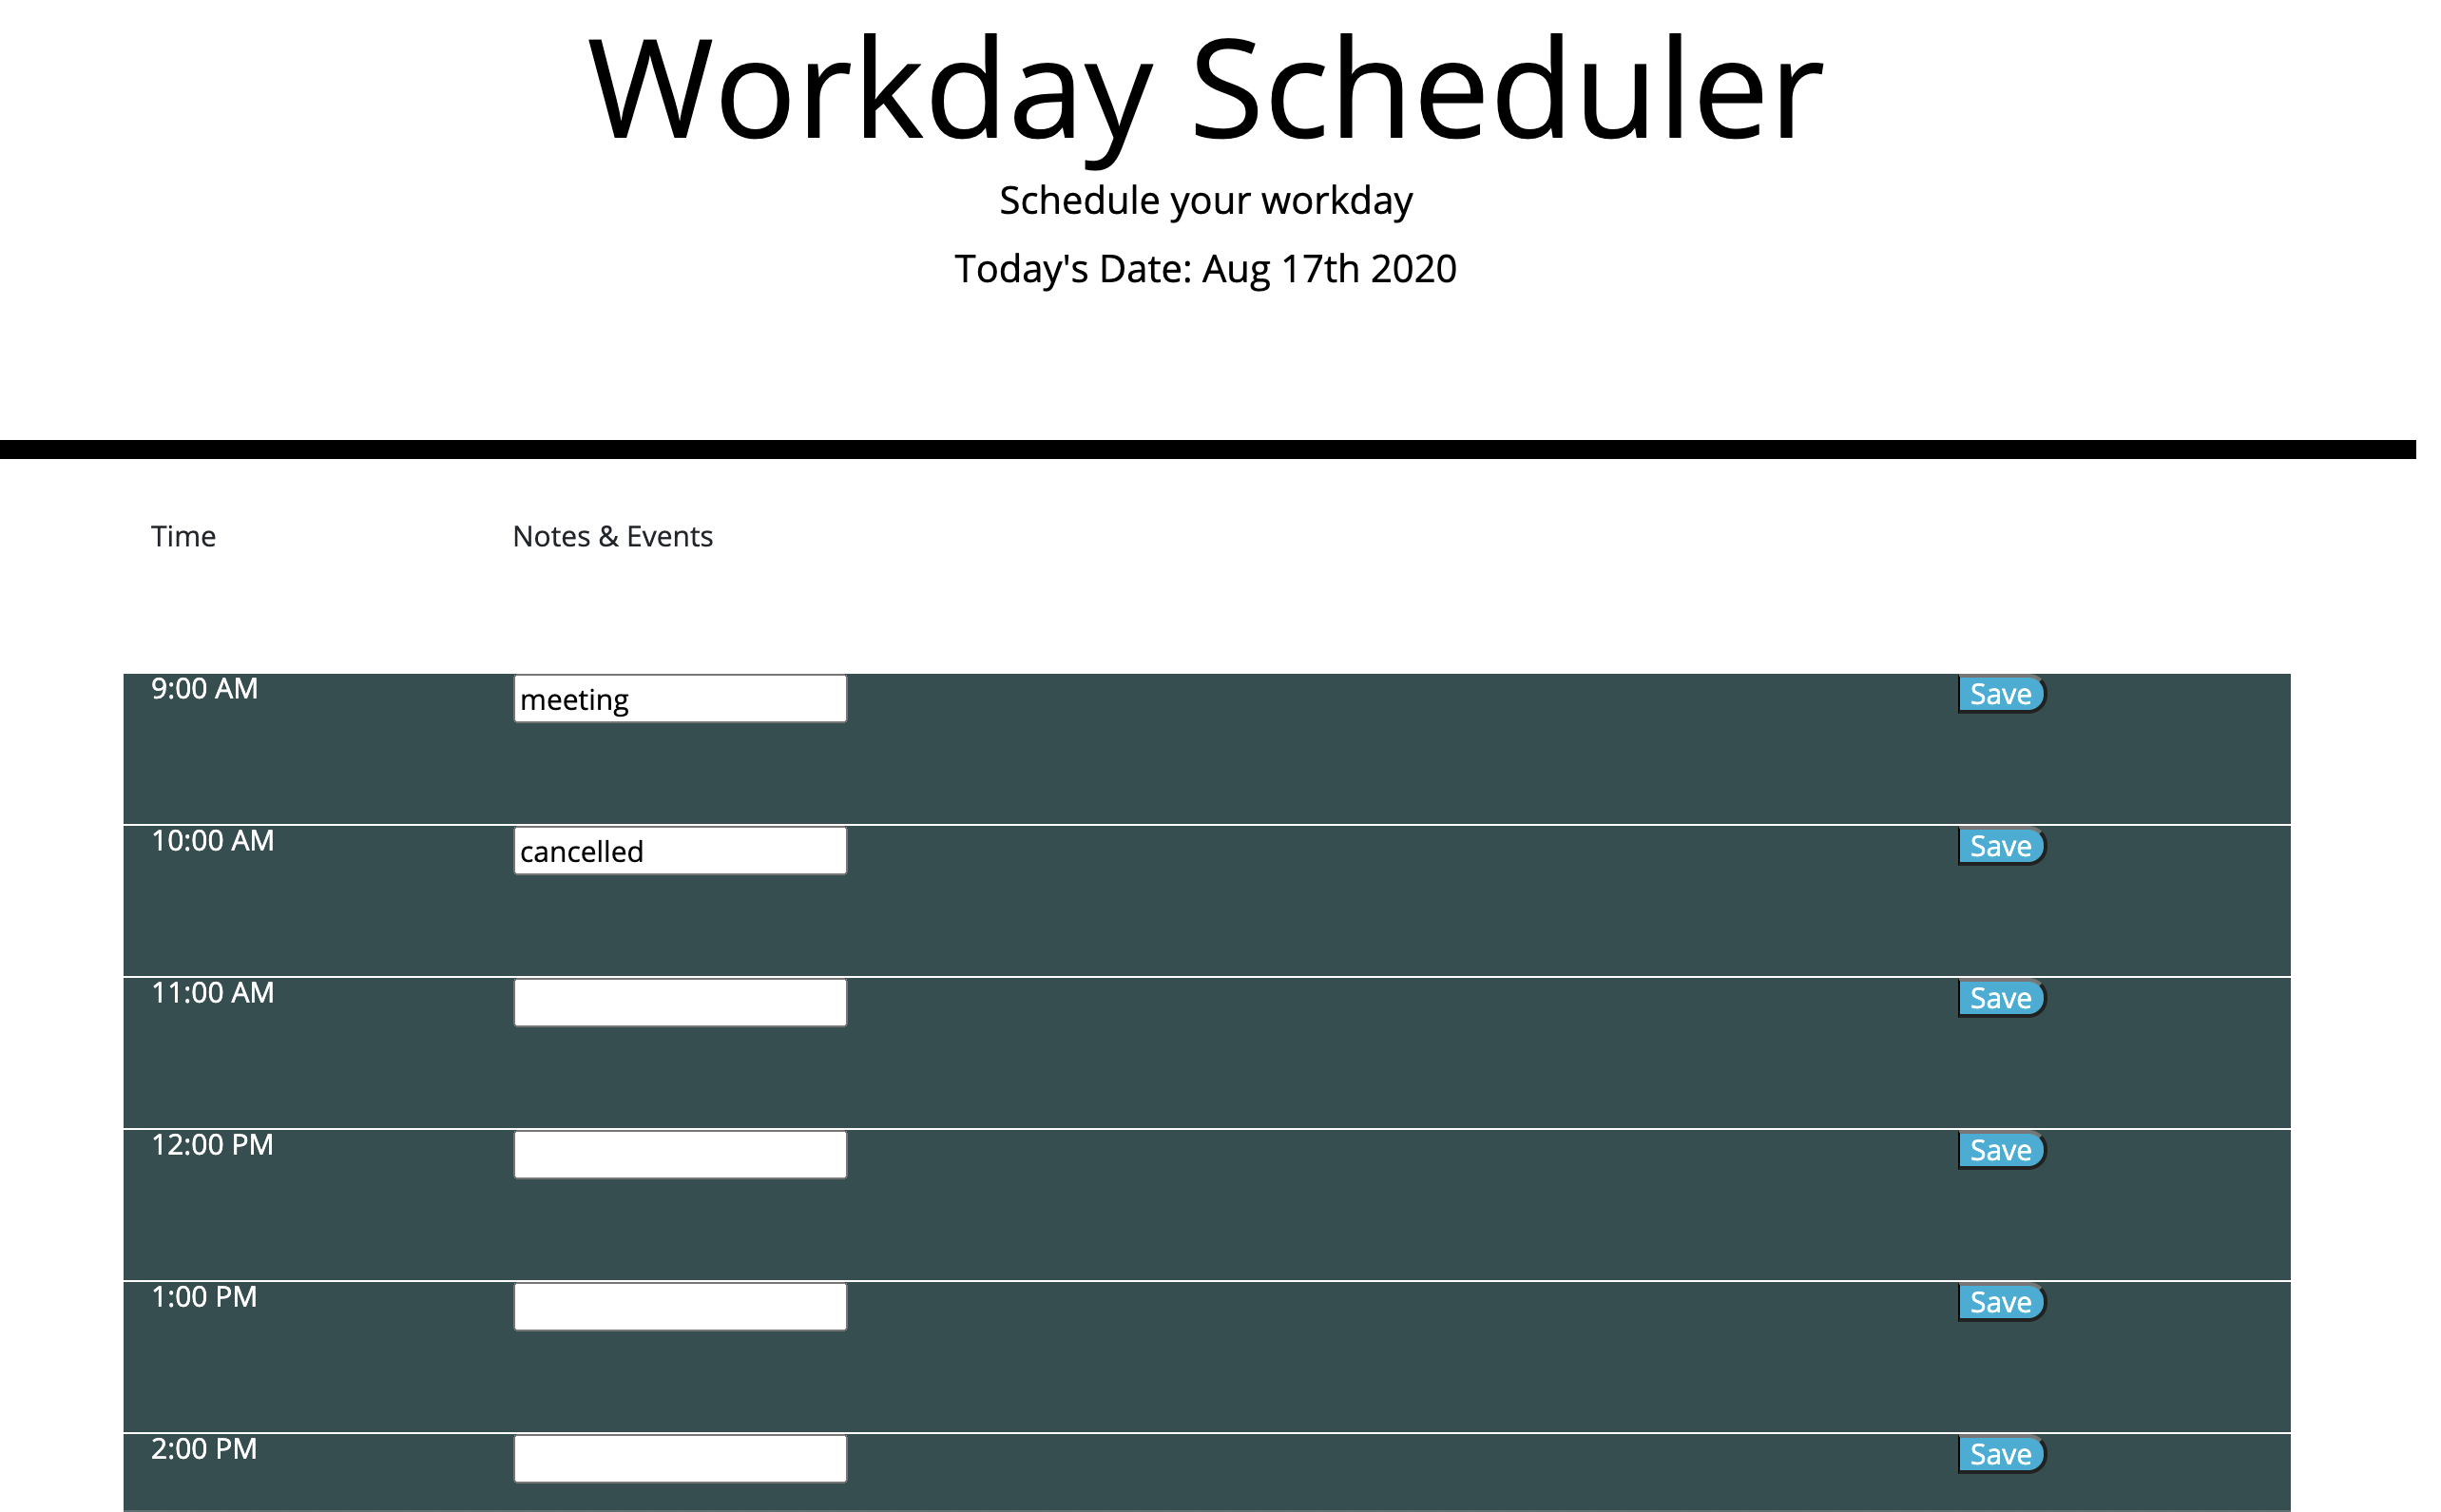 Workday Scheduler
Schedule your workday
Today's Date: Aug 17th 2020
Time Notes & Events
9:00 AM meeting Save
10:00 AM cancelled Save
11:00 AM Save
12:00 PM Save
1:00 PM Save
2:00 PM Save